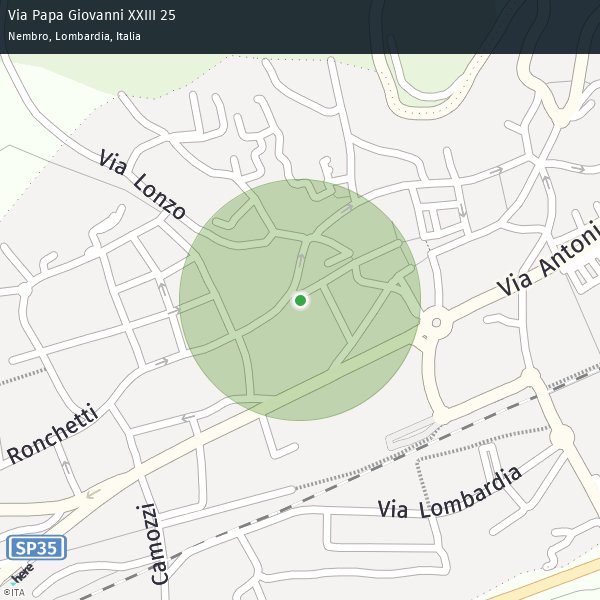 Via Papa Giovanni XXIII 25
Nembro, Lombardia, Italia
Via Lonzo
Via Antoni
Ronchetti
Via Lombardia
Camozzi
SP35
here
©ITA